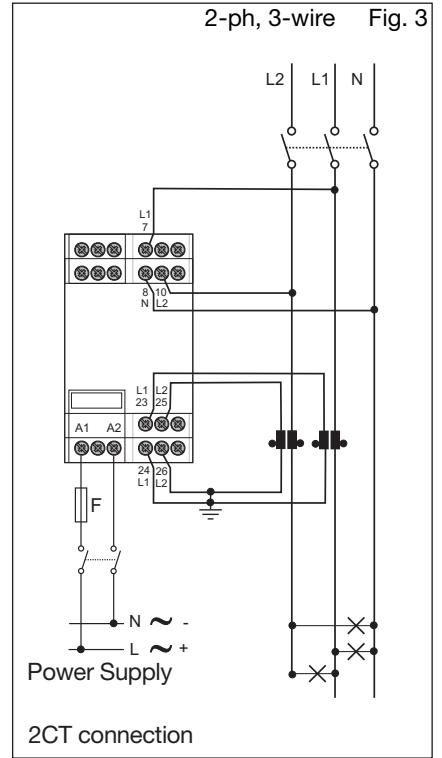 2-ph, 3-wire Fig. 3
L2 L1 N
L1
7
8 10
N L2
L1 L2
23 25
A1 A2
24 26
L1 L2
F
N ~ -
L ~ +
Power Supply
2CT connection